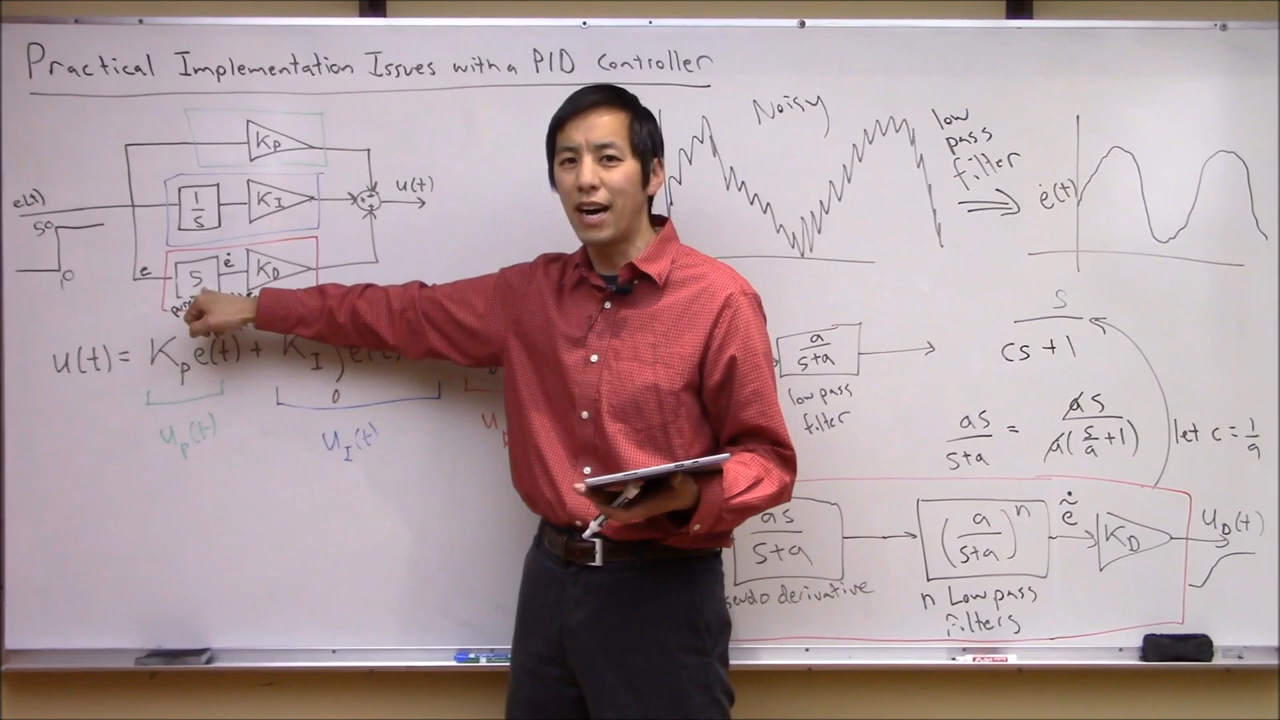 Practical Implementation Issues with a PID Controller
Kp
e(t)
1/s
KI
u(t)
50
0
e
s
ė
KD
u(t) = Kp e(t) + KI ∫ e(
0
up(t)
uI(t)
u
Noisy
low
pass
filter
ė(t)
a/(s+a)
low pass
filter
s/(cs+1)
as/(s+a) = as/(a(s/a+1))
let c = 1/a
as/(s+a)
seudo derivative
(a/(s+a))^n
n Low pass
Filters
ẽ̇
KD
uD(t)